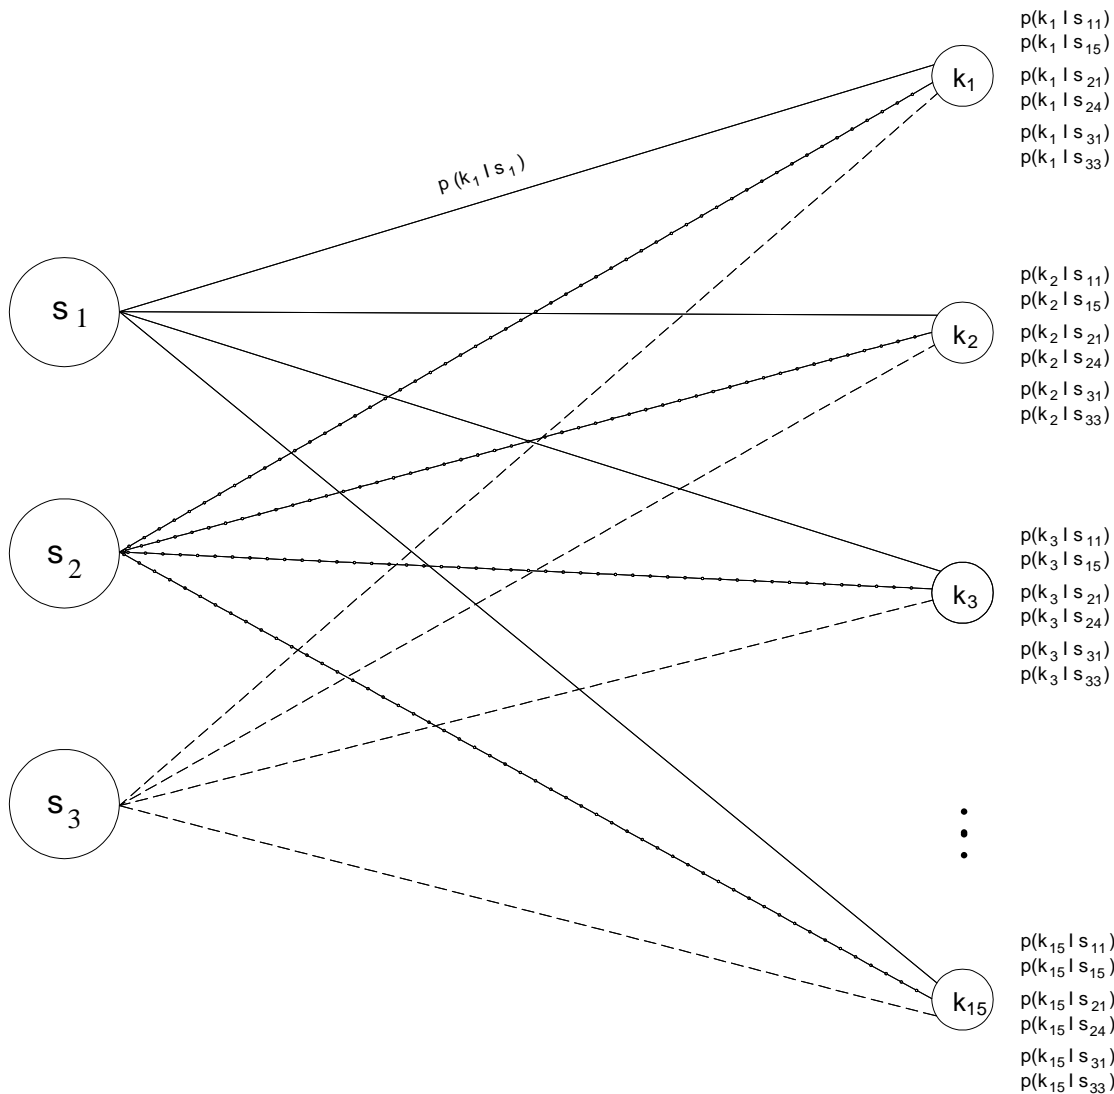 p(k₁ | s₁₁)
p(k₁ | s₁₅)
p(k₁ | s₂₁)
p(k₁ | s₂₄)
p(k₁ | s₃₁)
p(k₁ | s₃₃)
k₁
p (k₁ | s₁)
s₁
p(k₂ | s₁₁)
p(k₂ | s₁₅)
p(k₂ | s₂₁)
p(k₂ | s₂₄)
p(k₂ | s₃₁)
p(k₂ | s₃₃)
k₂
s₂
p(k₃ | s₁₁)
p(k₃ | s₁₅)
p(k₃ | s₂₁)
p(k₃ | s₂₄)
p(k₃ | s₃₁)
p(k₃ | s₃₃)
k₃
s₃
p(k₁₅ | s₁₁)
p(k₁₅ | s₁₅)
p(k₁₅ | s₂₁)
p(k₁₅ | s₂₄)
p(k₁₅ | s₃₁)
p(k₁₅ | s₃₃)
k₁₅